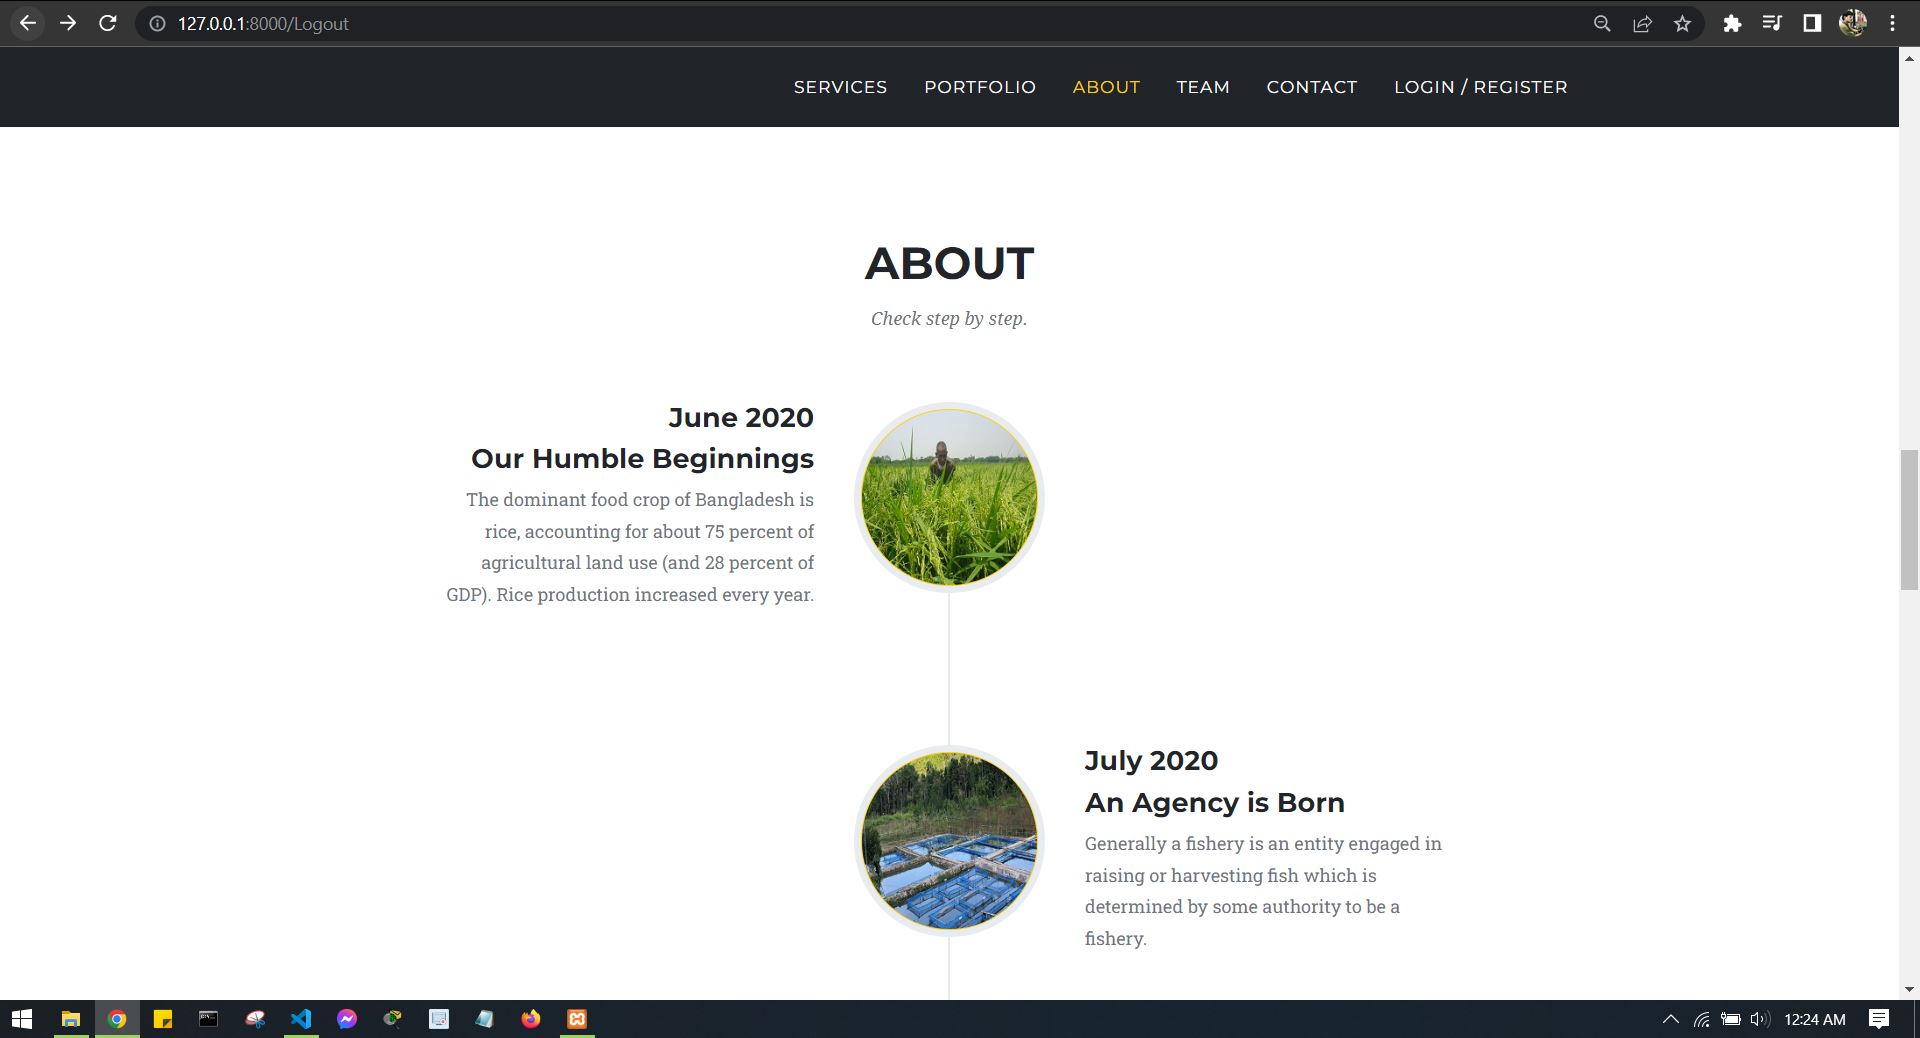 127.0.0.1:8000/Logout
SERVICES PORTFOLIO ABOUT TEAM CONTACT LOGIN / REGISTER
ABOUT
Check step by step.
June 2020
Our Humble Beginnings
The dominant food crop of Bangladesh is
rice, accounting for about 75 percent of
agricultural land use (and 28 percent of
GDP). Rice production increased every year.
July 2020
An Agency is Born
Generally a fishery is an entity engaged in
raising or harvesting fish which is
determined by some authority to be a
fishery.
12:24 AM